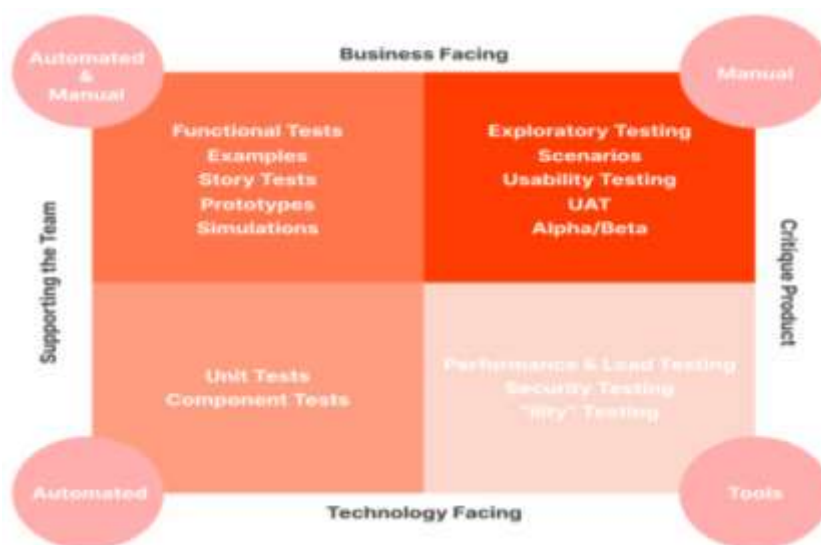 Business Facing
Automated
&
Manual
Manual
Functional Tests
Examples
Story Tests
Prototypes
Simulations
Exploratory Testing
Scenarios
Usability Testing
UAT
Alpha/Beta
Supporting the Team
Critique Product
Unit Tests
Component Tests
Performance & Load Testing
Security Testing
"Ility" Testing
Automated
Tools
Technology Facing